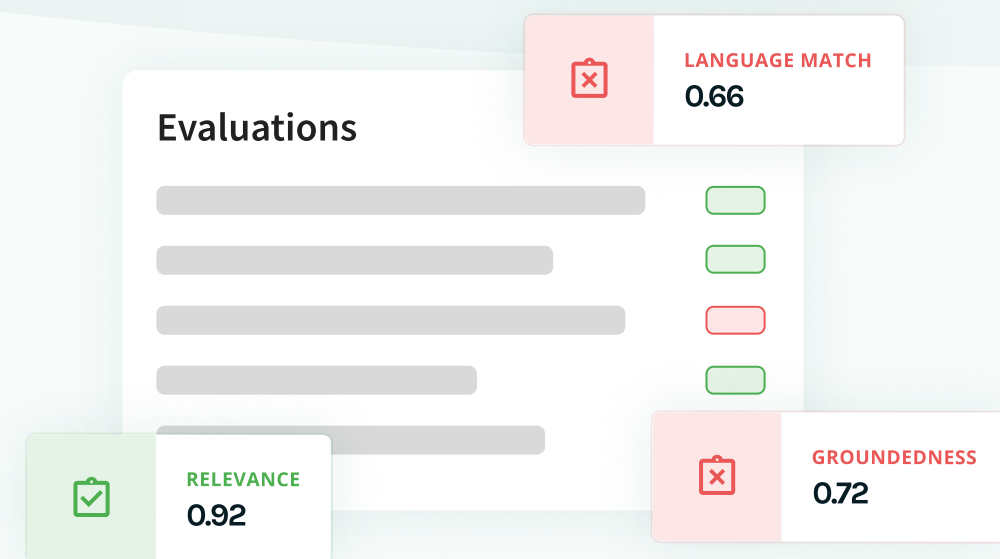 LANGUAGE MATCH
0.66
Evaluations
RELEVANCE
0.92
GROUNDEDNESS
0.72